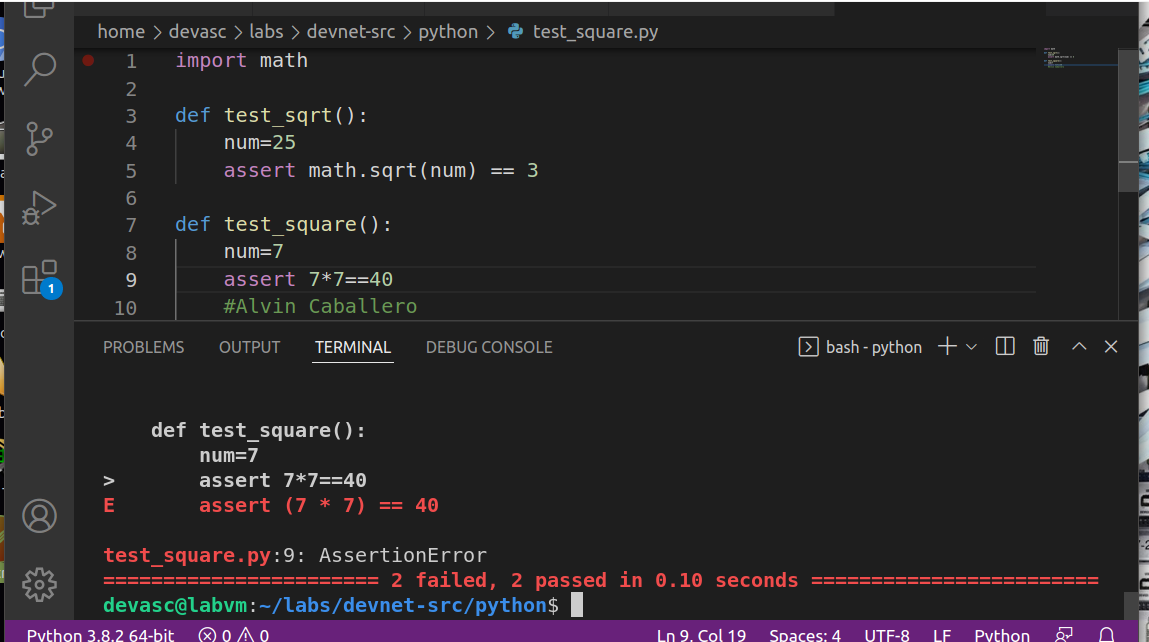 home > devasc > labs > devnet-src > python > test_square.py
1 import math
2
3 def test_sqrt():
4 num=25
5 assert math.sqrt(num) == 3
6
7 def test_square():
8 num=7
9 assert 7*7==40
10 #Alvin Caballero
1
PROBLEMS OUTPUT TERMINAL DEBUG CONSOLE bash - python
def test_square():
num=7
> assert 7*7==40
E assert (7 * 7) == 40
test_square.py:9: AssertionError
======================= 2 failed, 2 passed in 0.10 seconds ========================
devasc@labvm:~/labs/devnet-src/python$
Python 3.8.2 64-bit 0 0 Ln 9, Col 19 Spaces: 4 UTF-8 LF Python